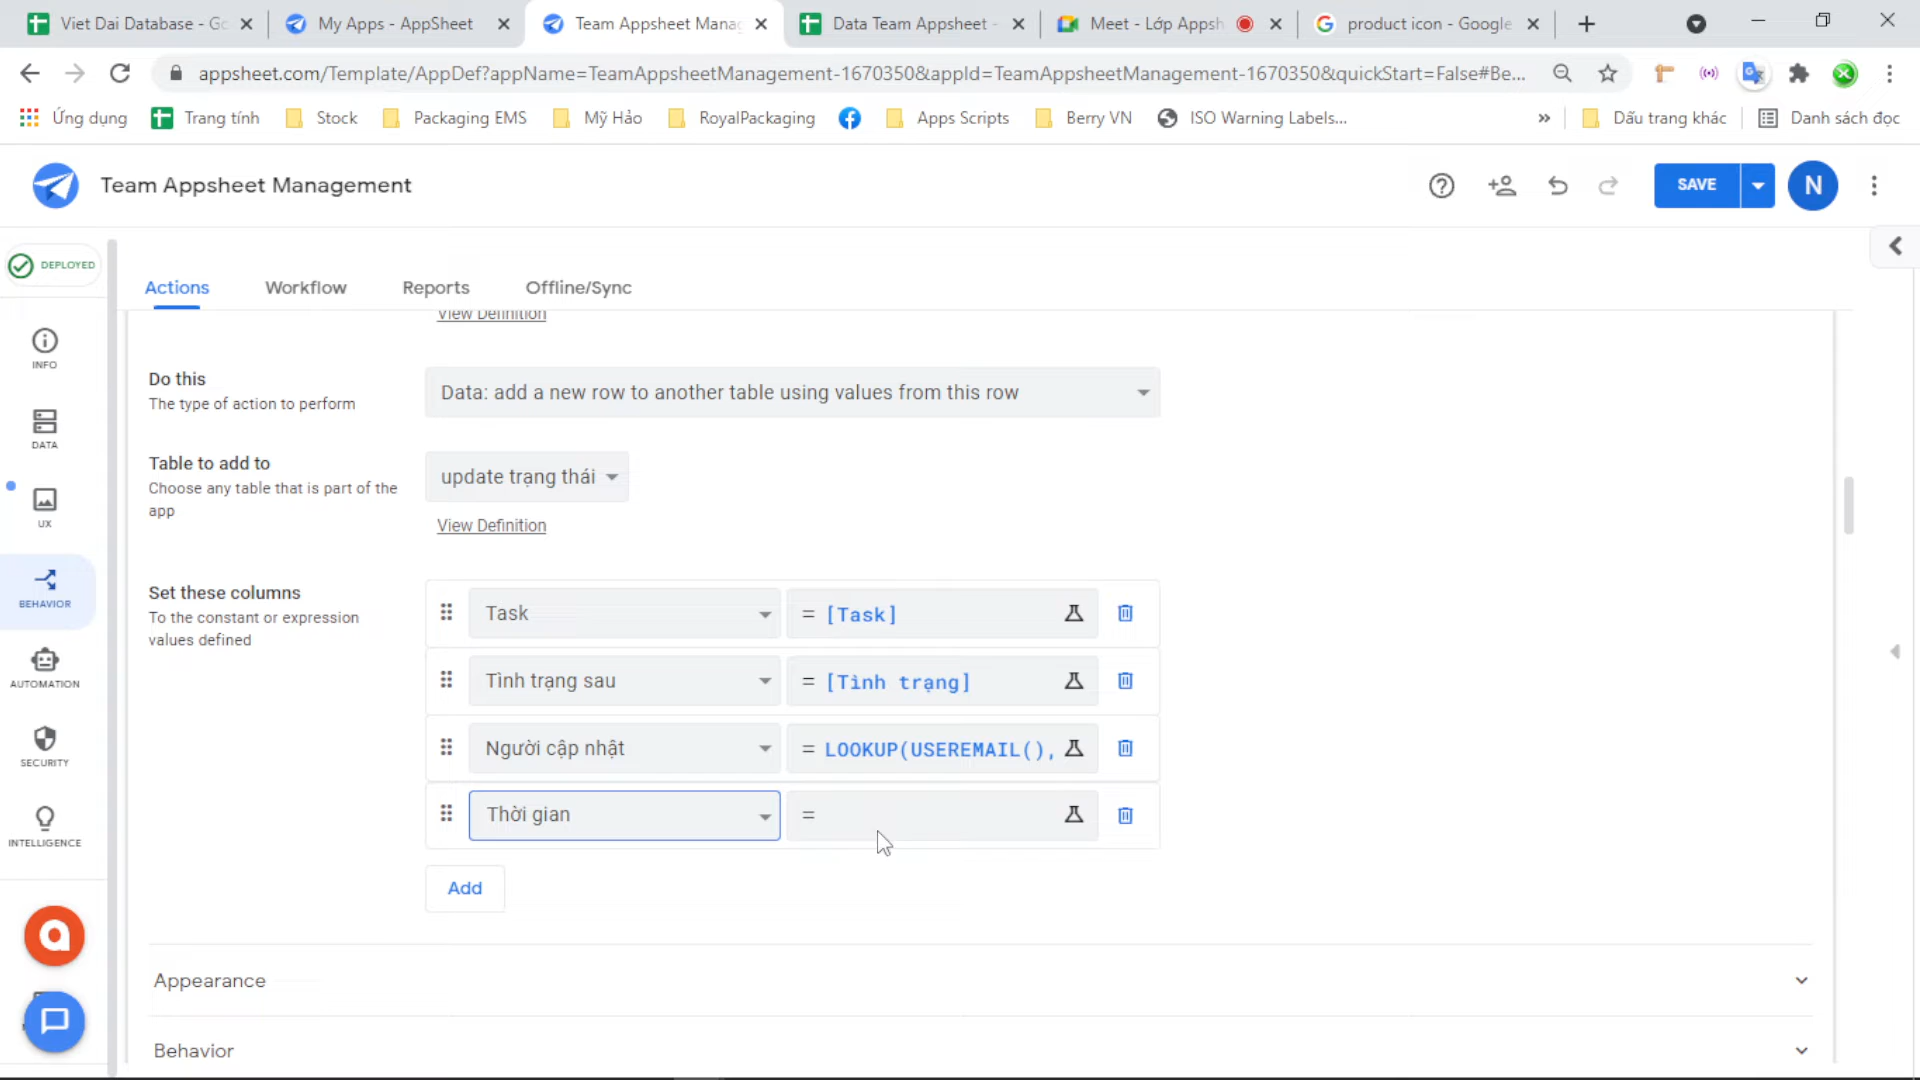 Viet Dai Database - Go
My Apps - AppSheet
Team Appsheet Manag
Data Team Appsheet -
Meet - Lớp Appsh
product icon - Google
appsheet.com/Template/AppDef?appName=TeamAppsheetManagement-1670350&appId=TeamAppsheetManagement-1670350&quickStart=False#Be...
Ứng dụng
Trang tính
Stock
Packaging EMS
Mỹ Hảo
RoyalPackaging
Apps Scripts
Berry VN
ISO Warning Labels...
»
Dấu trang khác
Danh sách đọc
Team Appsheet Management
SAVE
N
DEPLOYED
Actions
Workflow
Reports
Offline/Sync
INFO
DATA
UX
BEHAVIOR
AUTOMATION
SECURITY
INTELLIGENCE
View Definition
Do this
The type of action to perform
Data: add a new row to another table using values from this row
Table to add to
Choose any table that is part of the
app
update trạng thái
View Definition
Set these columns
To the constant or expression
values defined
Task
= [Task]
Tình trạng sau
= [Tình trạng]
Người cập nhật
= LOOKUP(USEREMAIL(),
Thời gian
=
Add
Appearance
Behavior